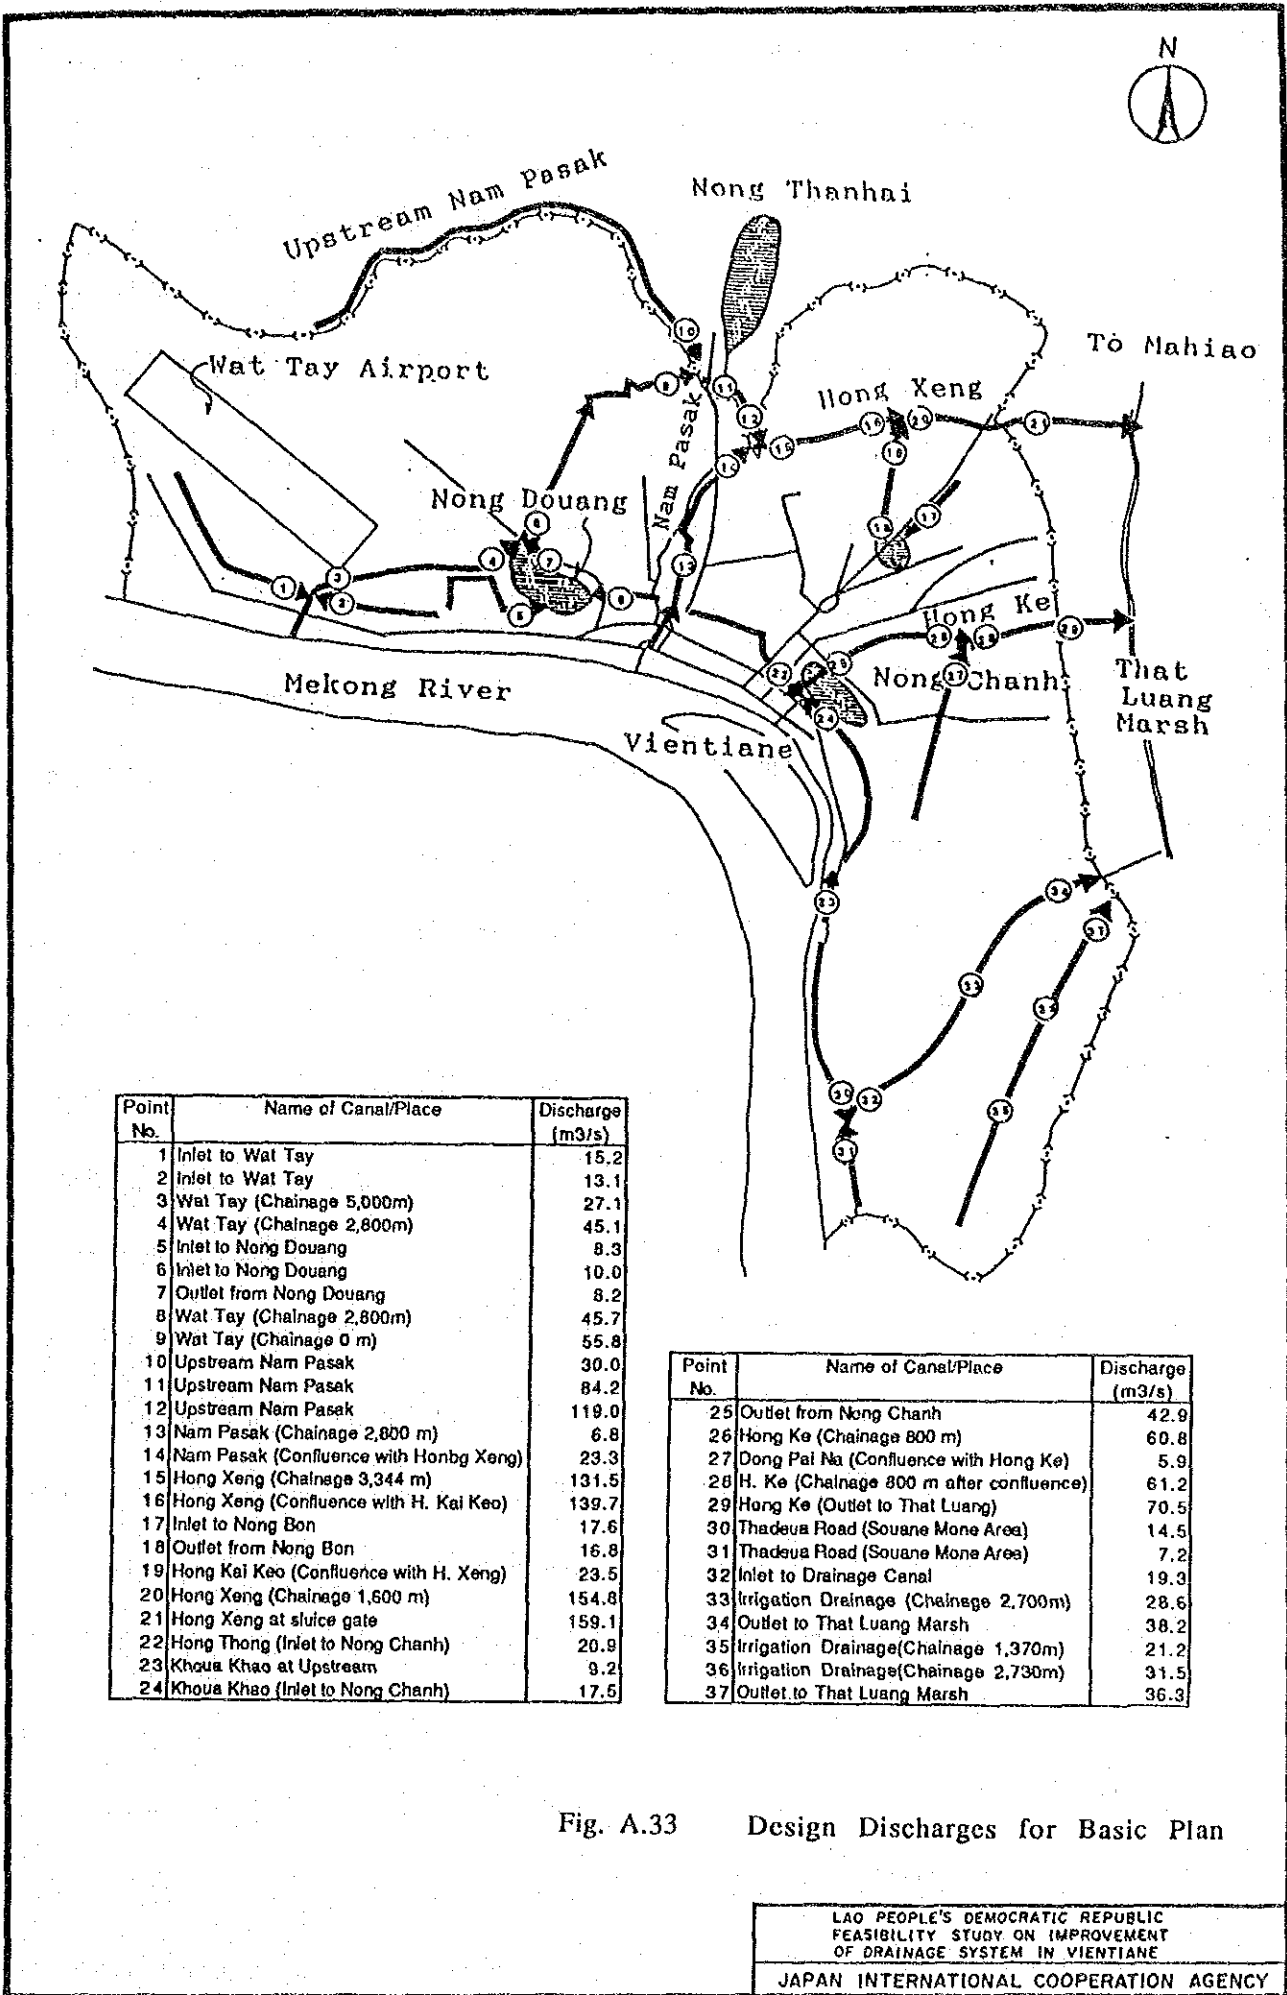 N
Upstream Nam Pasak
Nong Thanhai
To Mahiao
Wat Tay Airport
Hong Xeng
Nam Pasak
Nong Douang
Hong Ke
Nong Chanh
That
Luang
Marsh
Mekong River
Vientiane
Point No. Name of Canal/Place Discharge (m3/s)
1 Inlet to Wat Tay 15.2
2 Inlet to Wat Tay 13.1
3 Wat Tay (Chainage 5,000m) 27.1
4 Wat Tay (Chainage 2,800m) 45.1
5 Inlet to Nong Douang 8.3
6 Inlet to Nong Douang 10.0
7 Outlet from Nong Douang 8.2
8 Wat Tay (Chainage 2,800m) 45.7
9 Wat Tay (Chainage 0 m) 55.8
10 Upstream Nam Pasak 30.0
11 Upstream Nam Pasak 84.2
12 Upstream Nam Pasak 119.0
13 Nam Pasak (Chainage 2,800 m) 6.8
14 Nam Pasak (Confluence with Honbg Xeng) 23.3
15 Hong Xeng (Chainage 3,344 m) 131.5
16 Hong Xeng (Confluence with H. Kai Keo) 139.7
17 Inlet to Nong Bon 17.6
18 Outlet from Nong Bon 16.8
19 Hong Kai Keo (Confluence with H. Xeng) 23.5
20 Hong Xeng (Chainage 1,600 m) 154.8
21 Hong Xeng at sluice gate 159.1
22 Hong Thong (Inlet to Nong Chanh) 20.9
23 Khoua Khao at Upstream 9.2
24 Khoua Khao (Inlet to Nong Chanh) 17.5
Point No. Name of Canal/Place Discharge (m3/s)
25 Outlet from Nong Chanh 42.9
26 Hong Ke (Chainage 800 m) 60.8
27 Dong Pai Na (Confluence with Hong Ke) 5.9
28 H. Ke (Chainage 800 m after confluence) 61.2
29 Hong Ke (Outlet to That Luang) 70.5
30 Thadeua Road (Souane Mone Area) 14.5
31 Thadeua Road (Souane Mone Area) 7.2
32 Inlet to Drainage Canal 19.3
33 Irrigation Drainage (Chainage 2,700m) 28.6
34 Outlet to That Luang Marsh 38.2
35 Irrigation Drainage(Chainage 1,370m) 21.2
36 Irrigation Drainage(Chainage 2,730m) 31.5
37 Outlet to That Luang Marsh 36.3
Fig. A.33 Design Discharges for Basic Plan
LAO PEOPLE'S DEMOCRATIC REPUBLIC
FEASIBILITY STUDY ON IMPROVEMENT
OF DRAINAGE SYSTEM IN VIENTIANE
JAPAN INTERNATIONAL COOPERATION AGENCY